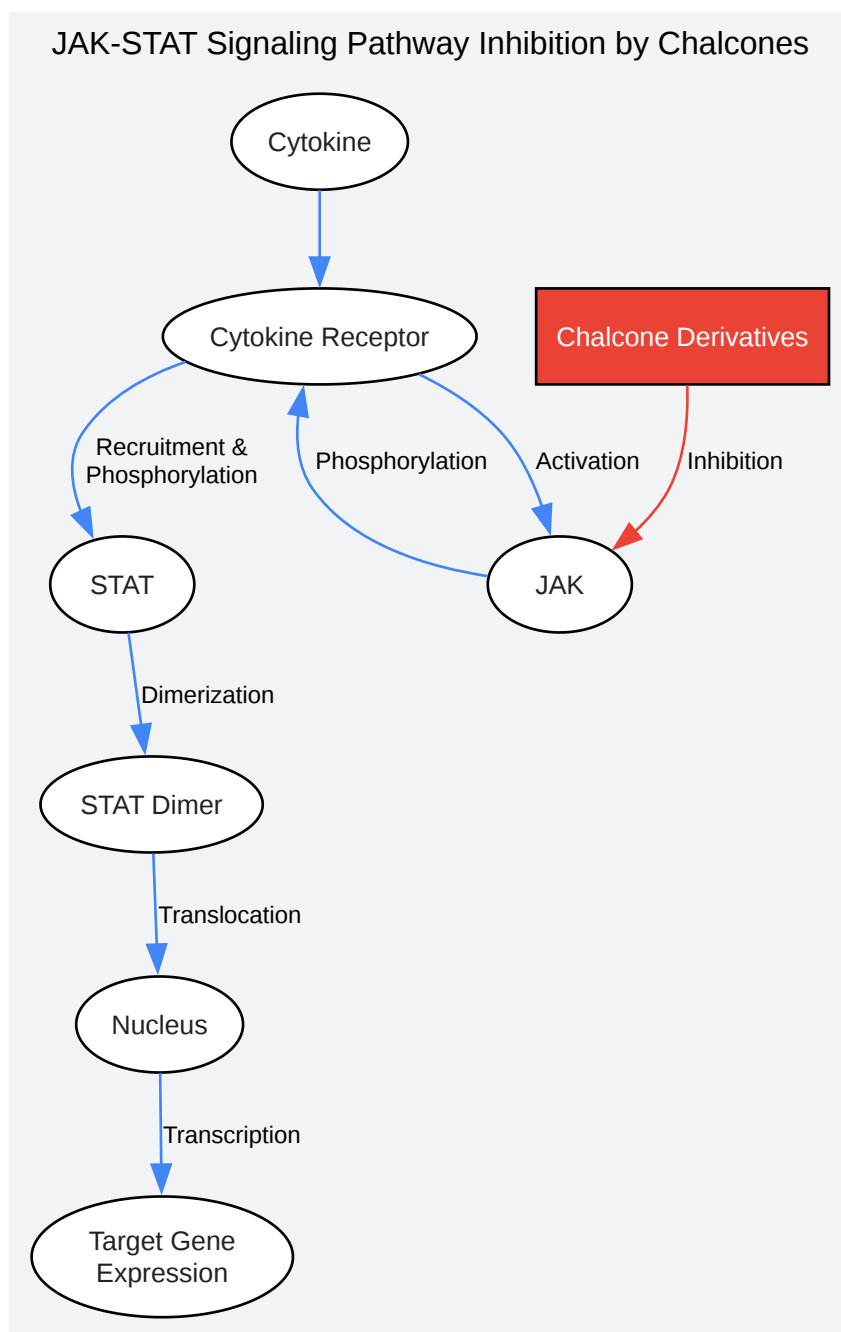 JAK-STAT Signaling Pathway Inhibition by Chalcones
Cytokine
Cytokine Receptor
Chalcone Derivatives
Recruitment &
Phosphorylation
Phosphorylation
Activation
Inhibition
STAT
JAK
Dimerization
STAT Dimer
Translocation
Nucleus
Transcription
Target Gene
Expression